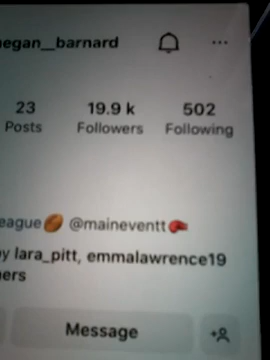 egan__barnard
23 19.9 k 502
Posts Followers Following
eague🏉 @maineventt🥊
y lara_pitt, emmalawrence19
ers
Message